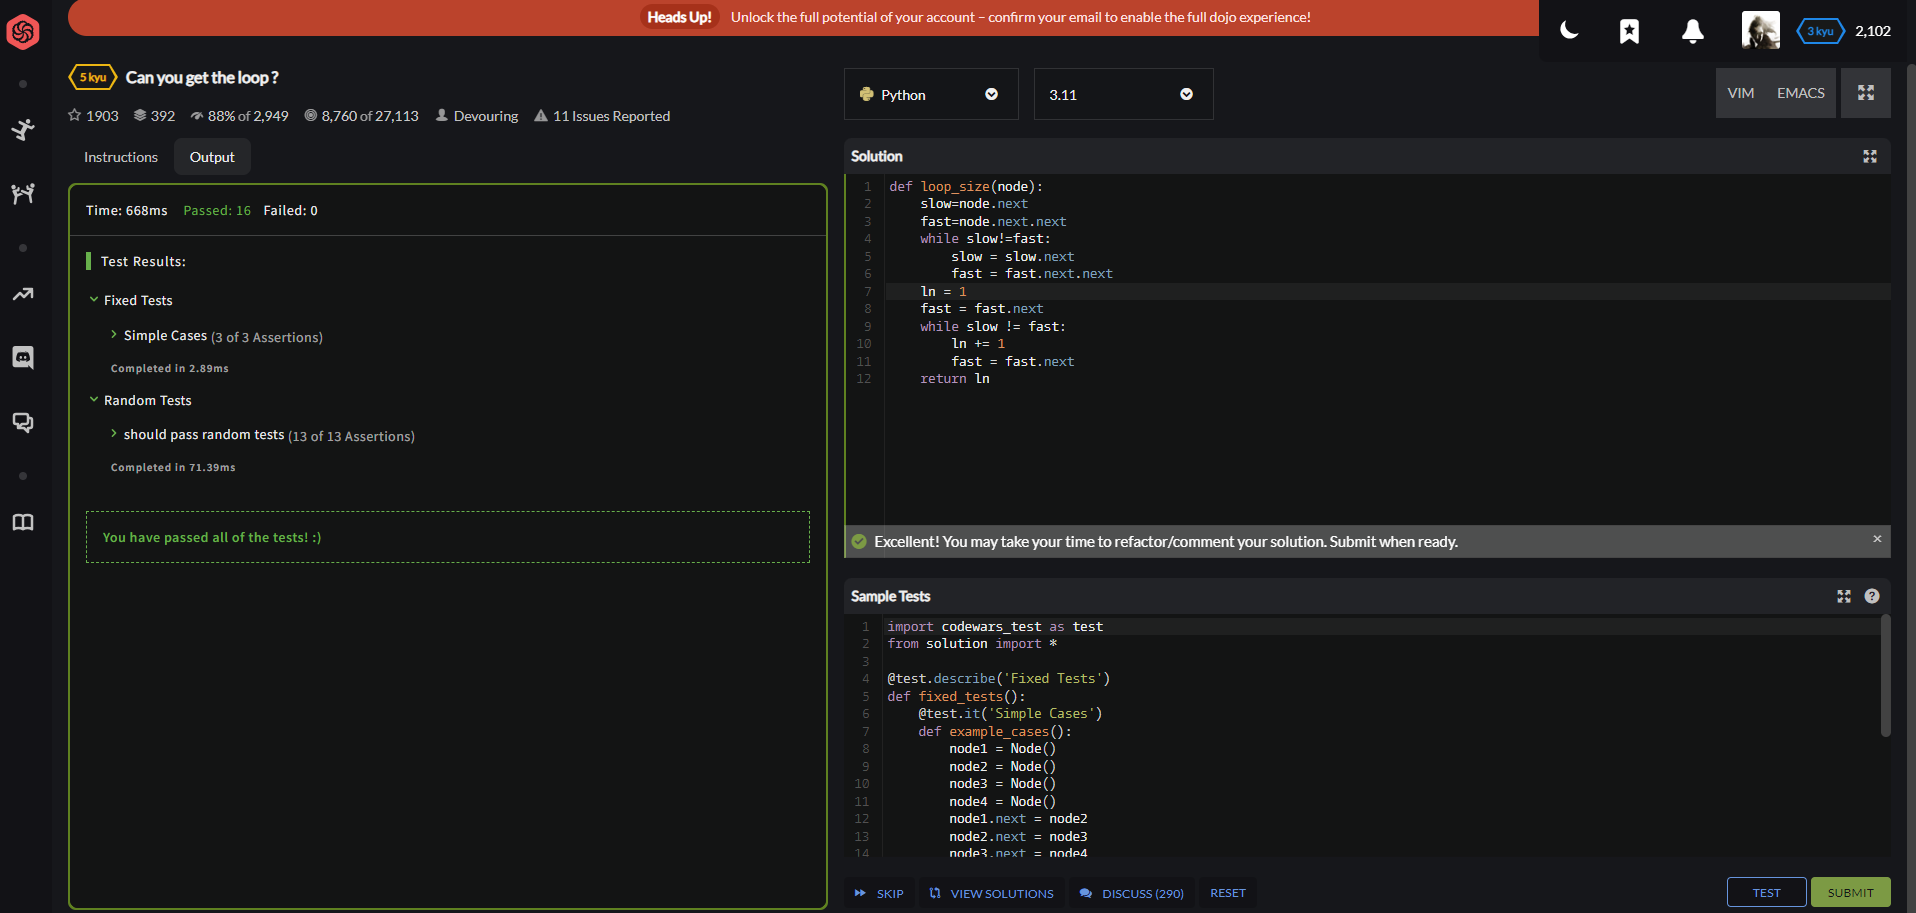 Heads Up! Unlock the full potential of your account – confirm your email to enable the full dojo experience!
3 kyu 2,102
5 kyu Can you get the loop ?
1903 392 88% of 2,949 8,760 of 27,113 Devouring 11 Issues Reported
Instructions Output
Time: 668ms Passed: 16 Failed: 0
Test Results:
Fixed Tests
Simple Cases (3 of 3 Assertions)
Completed in 2.89ms
Random Tests
should pass random tests (13 of 13 Assertions)
Completed in 71.39ms
You have passed all of the tests! :)
Python 3.11 VIM EMACS
Solution
1 def loop_size(node):
2     slow=node.next
3     fast=node.next.next
4     while slow!=fast:
5         slow = slow.next
6         fast = fast.next.next
7     ln = 1
8     fast = fast.next
9     while slow != fast:
10         ln += 1
11         fast = fast.next
12     return ln
Excellent! You may take your time to refactor/comment your solution. Submit when ready. ×
Sample Tests
1 import codewars_test as test
2 from solution import *
3
4 @test.describe('Fixed Tests')
5 def fixed_tests():
6     @test.it('Simple Cases')
7     def example_cases():
8         node1 = Node()
9         node2 = Node()
10         node3 = Node()
11         node4 = Node()
12         node1.next = node2
13         node2.next = node3
14         node3.next = node4
SKIP VIEW SOLUTIONS DISCUSS (290) RESET TEST SUBMIT